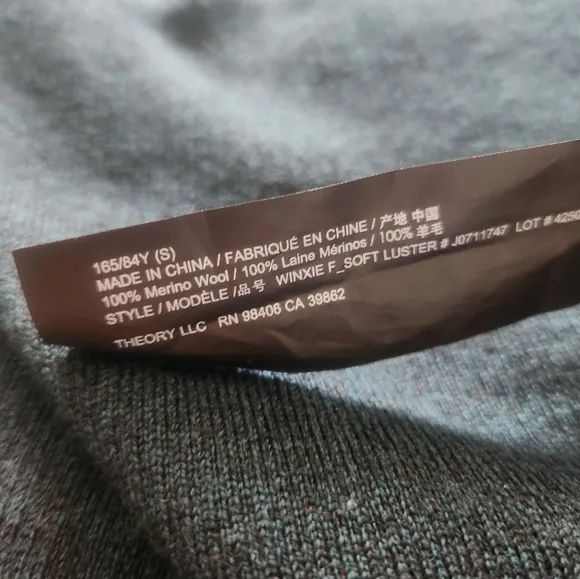 165/84Y (S)
MADE IN CHINA / FABRIQUÉ EN CHINE / 产地 中国
100% Merino Wool / 100% Laine Mérinos / 100% 羊毛
STYLE / MODÈLE /品号 WINXIE F_SOFT LUSTER # J0711747 LOT #
THEORY LLC RN 98406 CA 39862